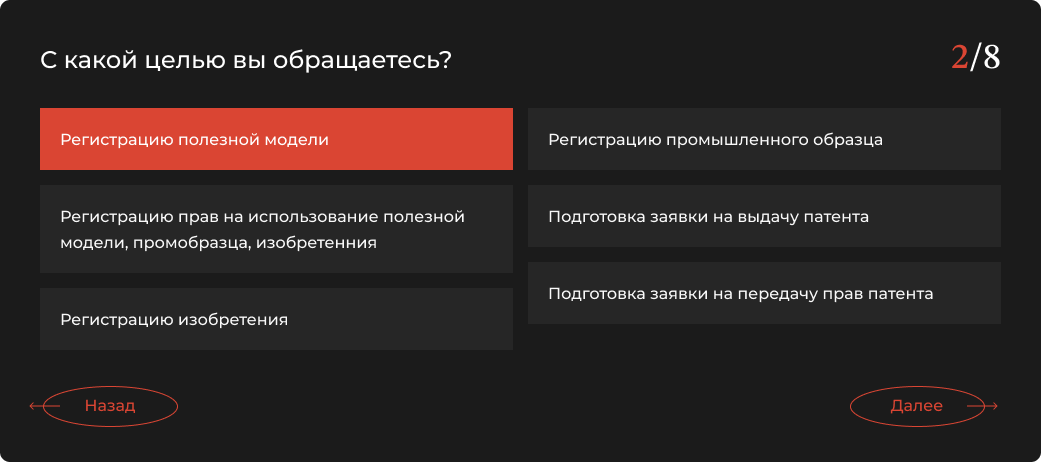 С какой целью вы обращаетесь?
2/8
Регистрацию полезной модели
Регистрацию прав на использование полезной
модели, промобразца, изобретенния
Регистрацию изобретения
Регистрацию промышленного образца
Подготовка заявки на выдачу патента
Подготовка заявки на передачу прав патента
Назад
Далее